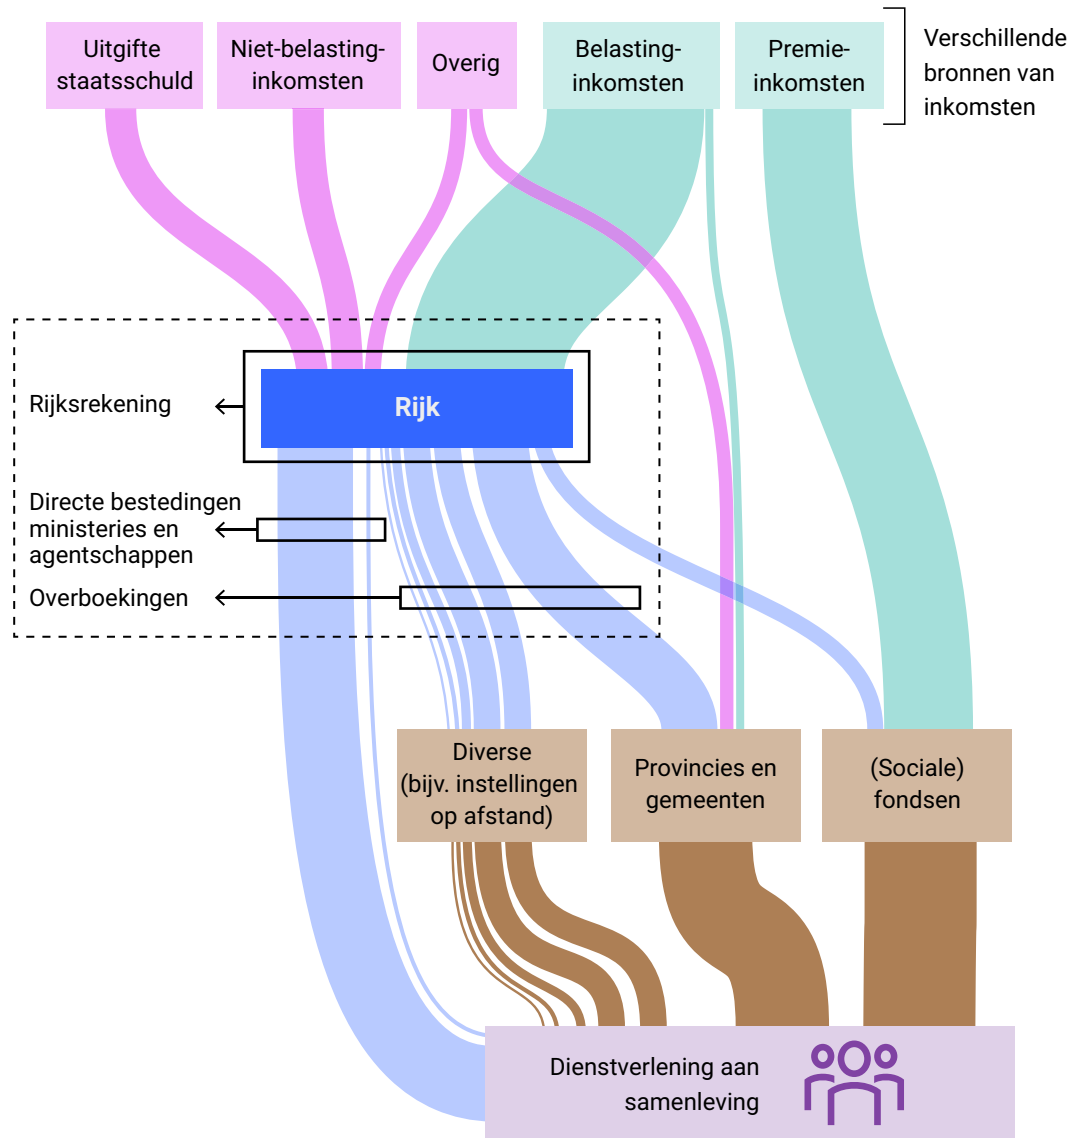 Uitgifte
staatsschuld
Niet-belasting-
inkomsten
Overig
Belasting-
inkomsten
Premie-
inkomsten
Verschillende
bronnen van
inkomsten
Rijksrekening
Rijk
Directe bestedingen
ministeries en
agentschappen
Overboekingen
Diverse
(bijv. instellingen
op afstand)
Provincies en
gemeenten
(Sociale)
fondsen
Dienstverlening aan
samenleving